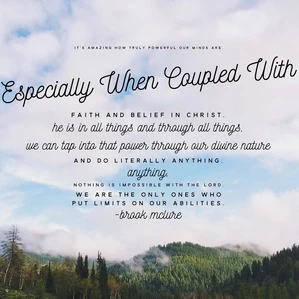 IT'S AMAZING HOW TRULY POWERFUL OUR MINDS ARE.
Especially When Coupled With
FAITH AND BELIEF IN CHRIST.
he is in all things and through all things.
we can tap into that power through our divine nature
AND DO LITERALLY ANYTHING.
anything.
NOTHING IS IMPOSSIBLE WITH THE LORD.
WE ARE THE ONLY ONES WHO
PUT LIMITS ON OUR ABILITIES.
-brook mclure